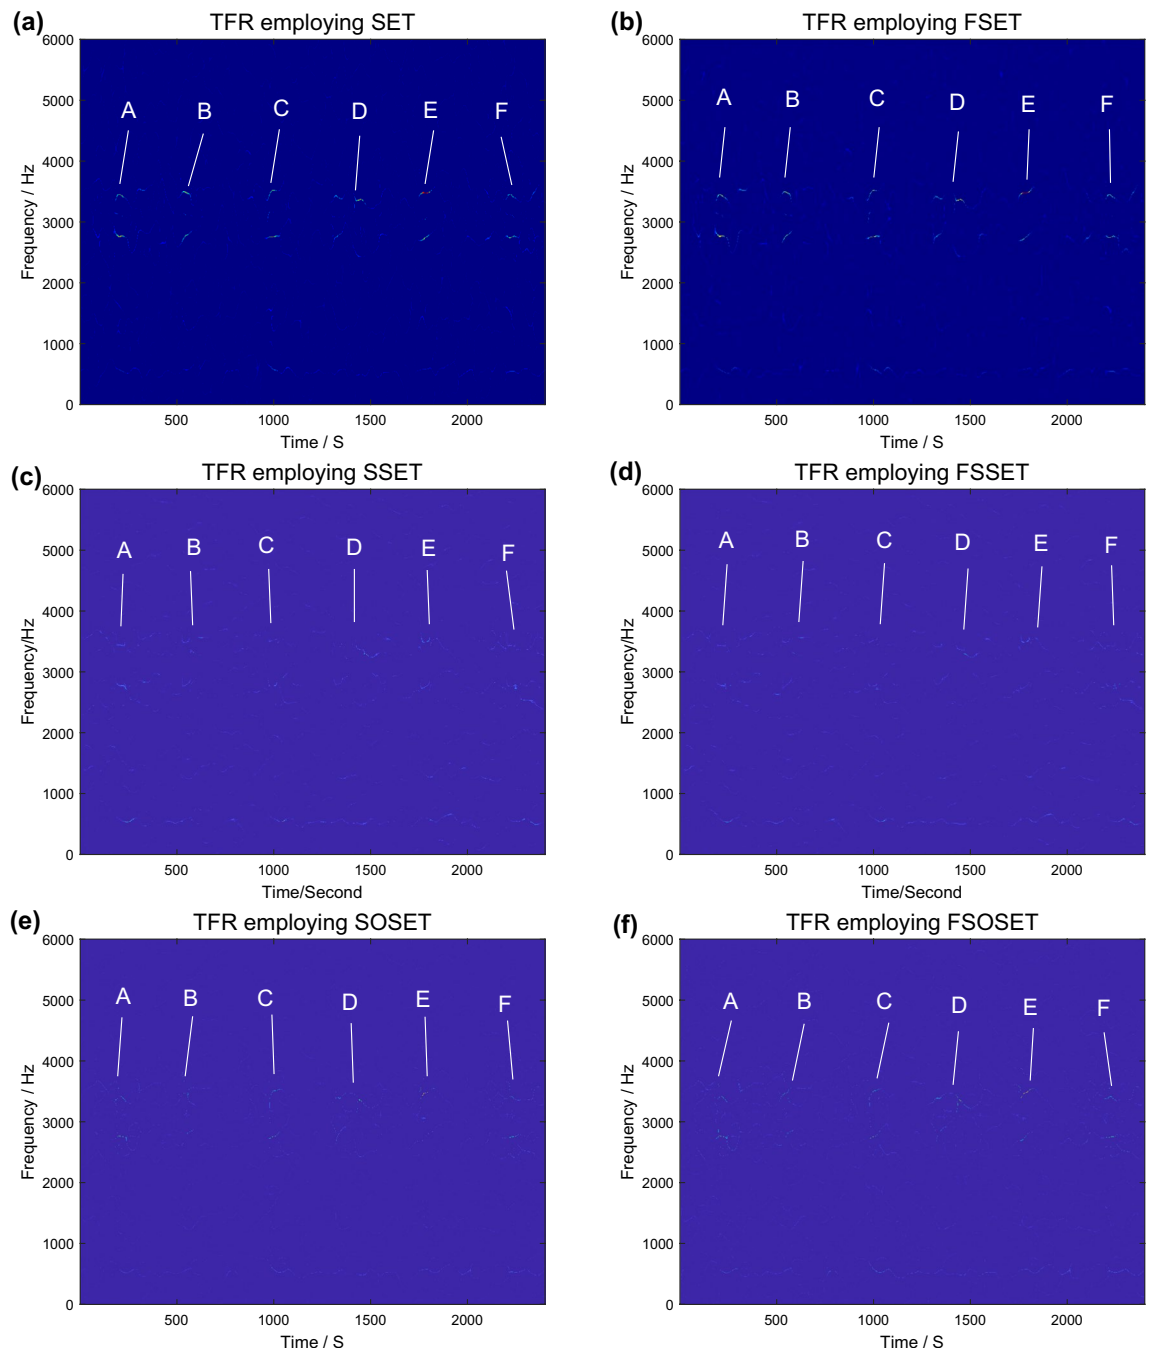 (a) TFR employing SET
6000
5000
4000
3000
2000
1000
0
A B C D E F
Frequency / Hz
500 1000 1500 2000
Time / S
(b) TFR employing FSET
6000
5000
4000
3000
2000
1000
0
A B C D E F
Frequency / Hz
500 1000 1500 2000
Time / S
(c) TFR employing SSET
6000
5000
4000
3000
2000
1000
0
A B C D E F
Frequency/Hz
500 1000 1500 2000
Time/Second
(d) TFR employing FSSET
6000
5000
4000
3000
2000
1000
0
A B C D E F
Frequency/Hz
500 1000 1500 2000
Time/Second
(e) TFR employing SOSET
6000
5000
4000
3000
2000
1000
0
A B C D E F
Frequency / Hz
500 1000 1500 2000
Time / S
(f) TFR employing FSOSET
6000
5000
4000
3000
2000
1000
0
A B C D E F
Frequency / Hz
500 1000 1500 2000
Time / S